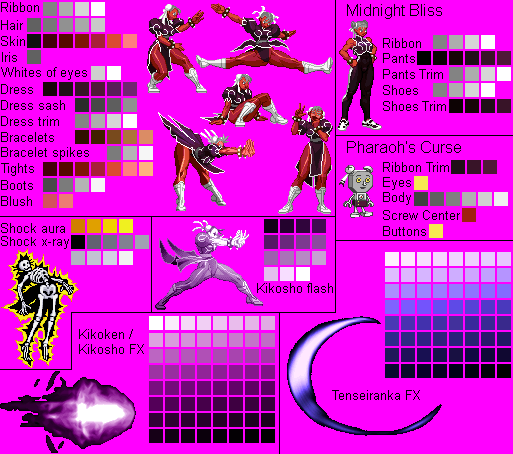 Ribbon
Hair
Skin
Iris
Whites of eyes
Dress
Dress sash
Dress trim
Bracelets
Bracelet spikes
Tights
Boots
Blush
Midnight Bliss
Ribbon
Pants
Pants Trim
Shoes
Shoes Trim
Pharaoh's Curse
Ribbon Trim
Eyes
Body
Screw Center
Buttons
Shock aura
Shock x-ray
Kikosho flash
Kikoken /
Kikosho FX
Tenseiranka FX